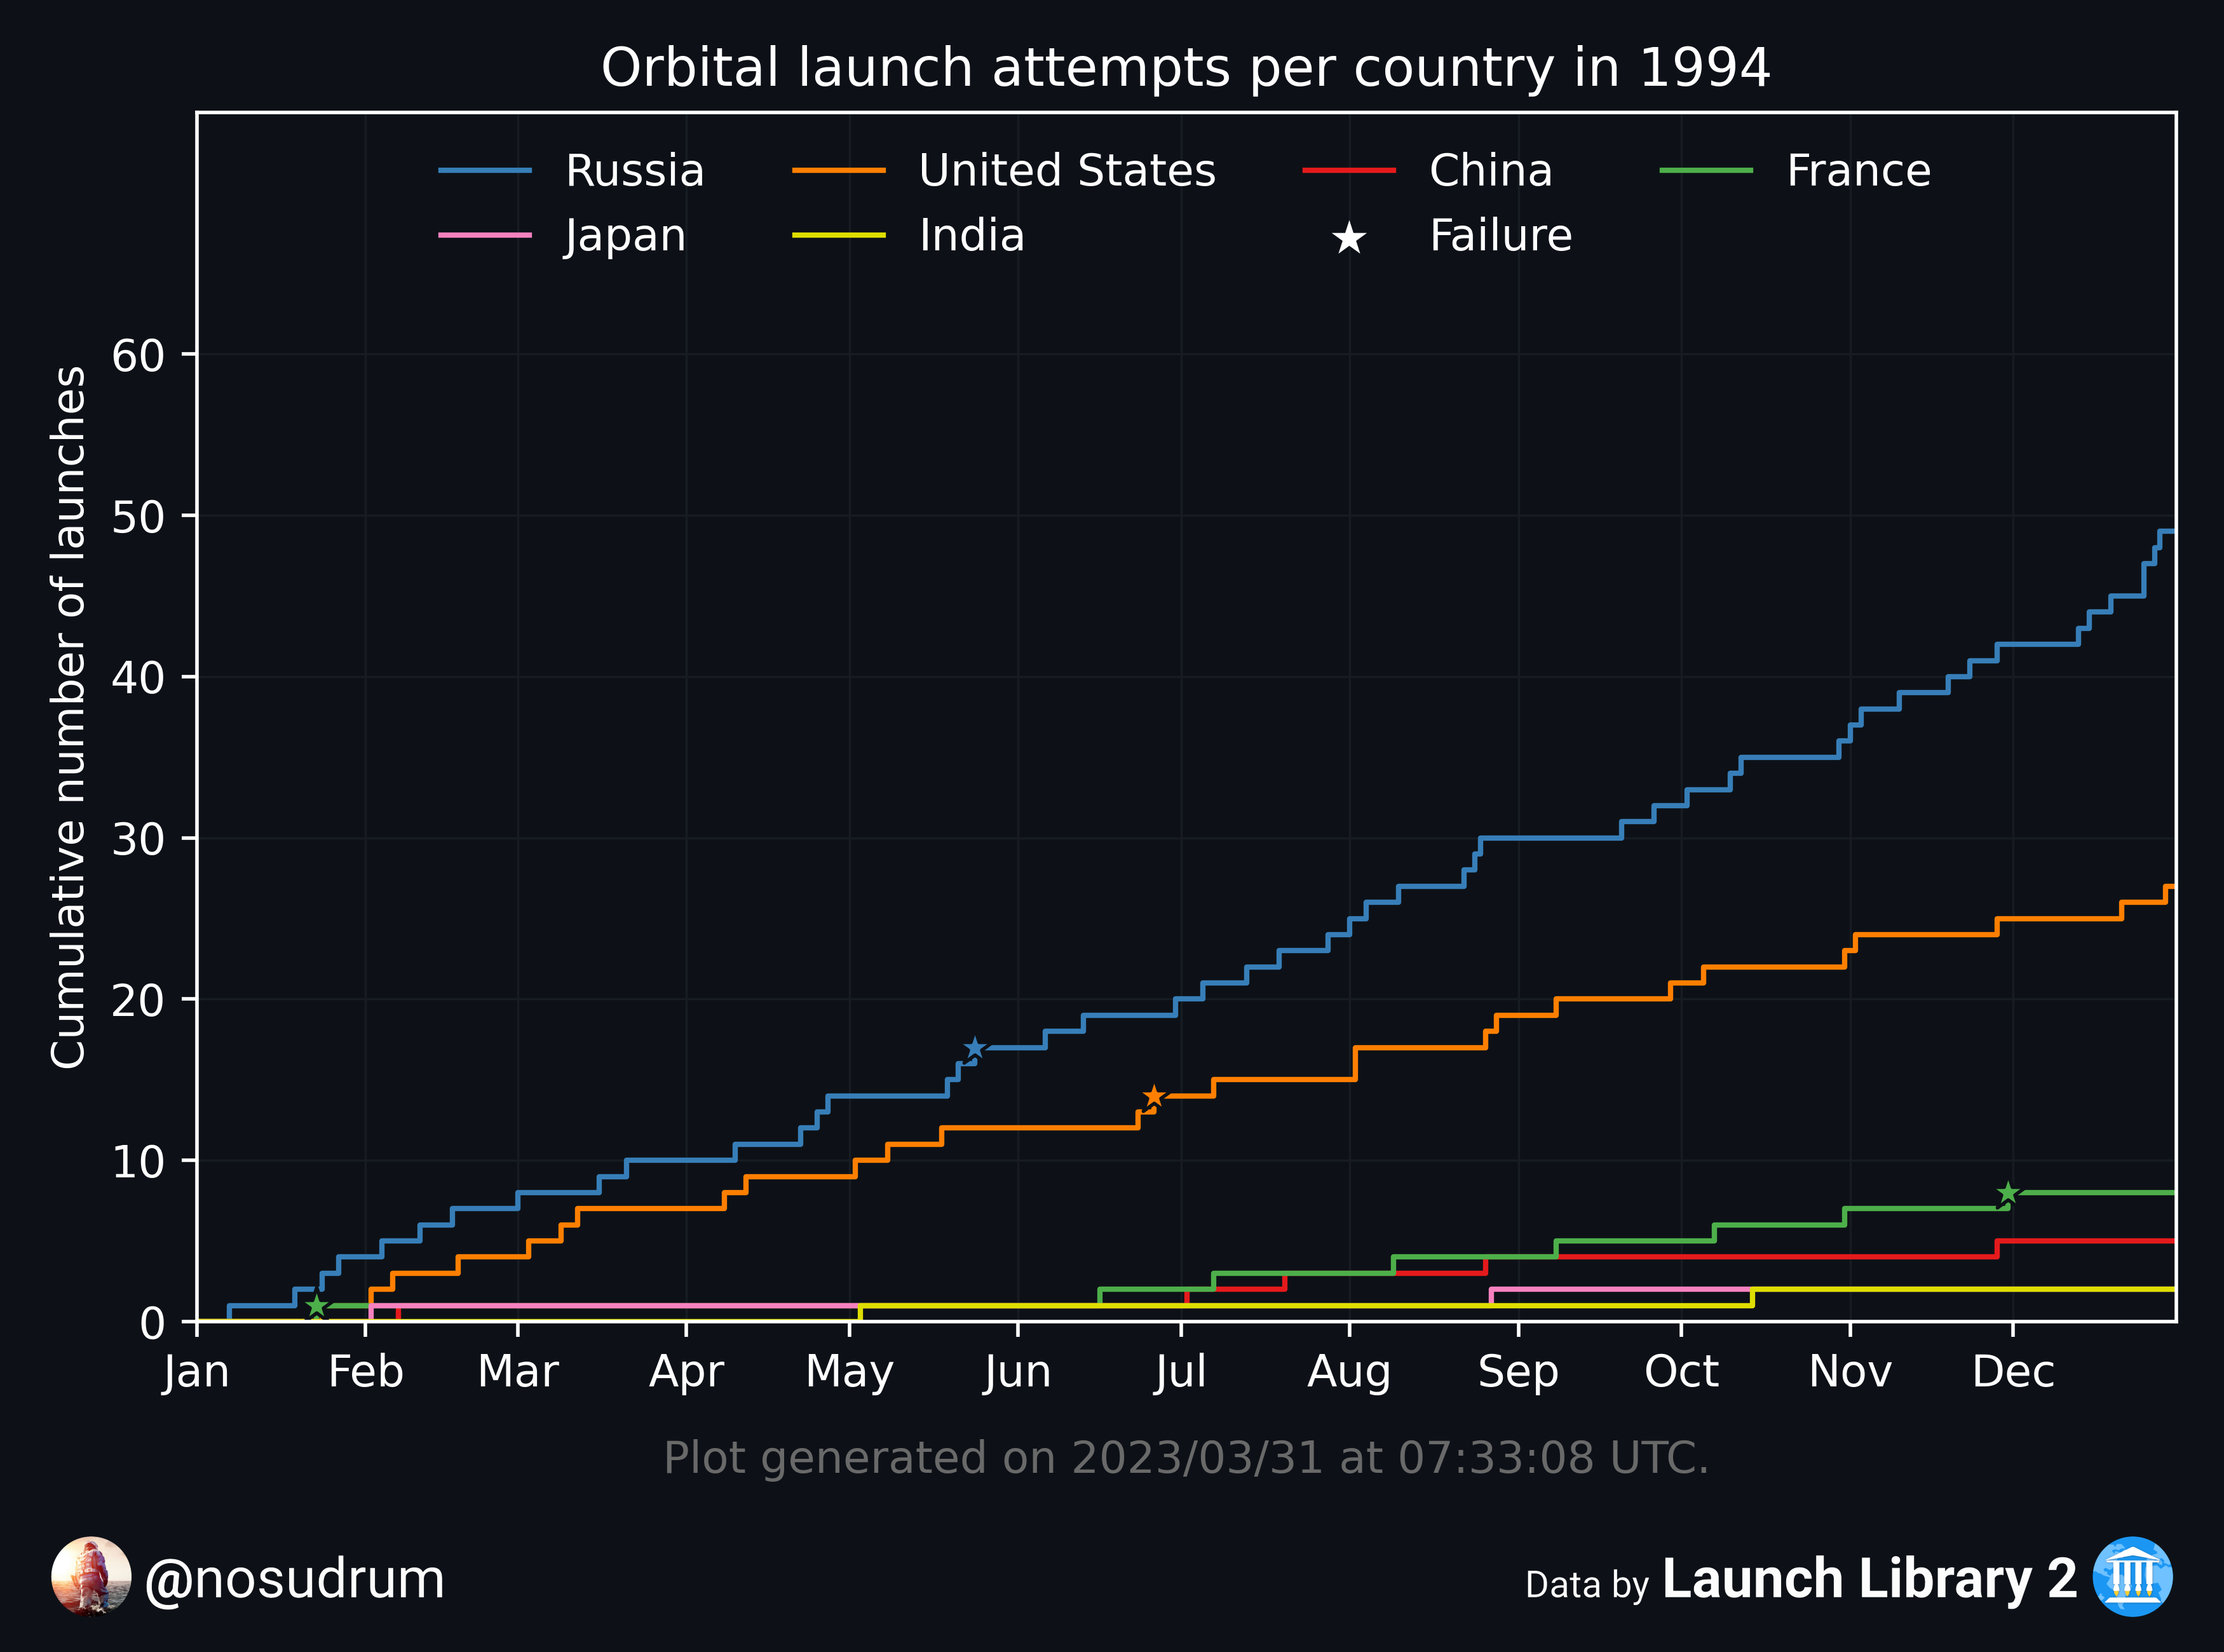 Orbital launch attempts per country in 1994
Russia United States China France
Japan India Failure
Cumulative number of launches
60
50
40
30
20
10
0
Jan Feb Mar Apr May Jun Jul Aug Sep Oct Nov Dec
Plot generated on 2023/03/31 at 07:33:08 UTC.
@nosudrum
Data by Launch Library 2